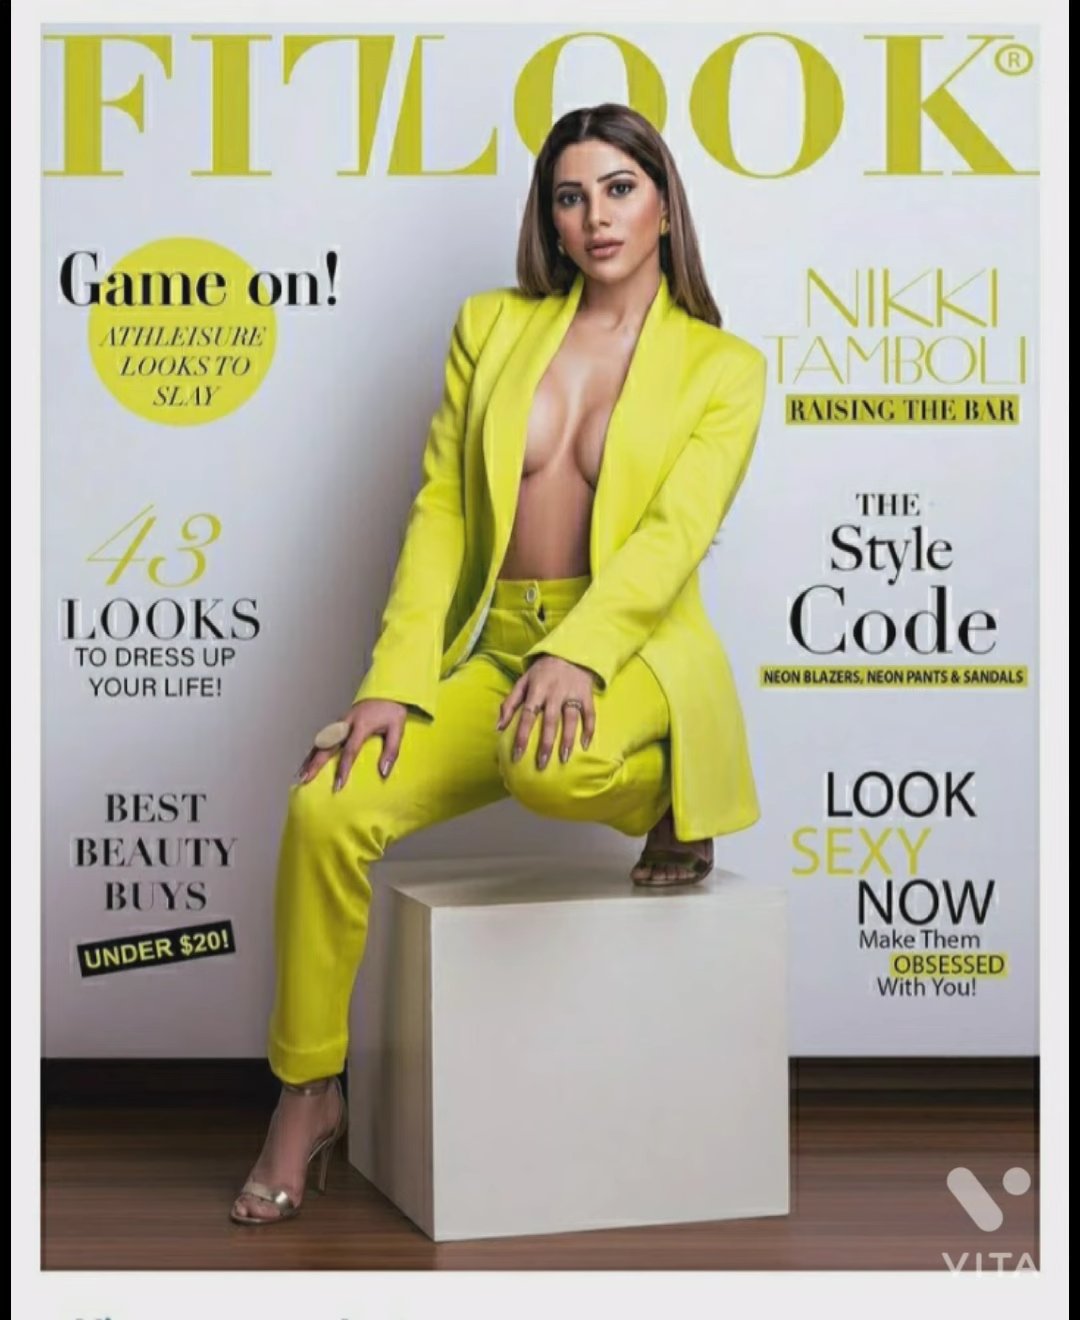 FITLOOK®
Game on!
ATHLEISURE
LOOKS TO
SLAY
43
LOOKS
TO DRESS UP
YOUR LIFE!
BEST
BEAUTY
BUYS
UNDER $20!
NIKKI
TAMBOLI
RAISING THE BAR
THE
Style
Code
NEON BLAZERS, NEON PANTS & SANDALS
LOOK
SEXY
NOW
Make Them
OBSESSED
With You!
VITA